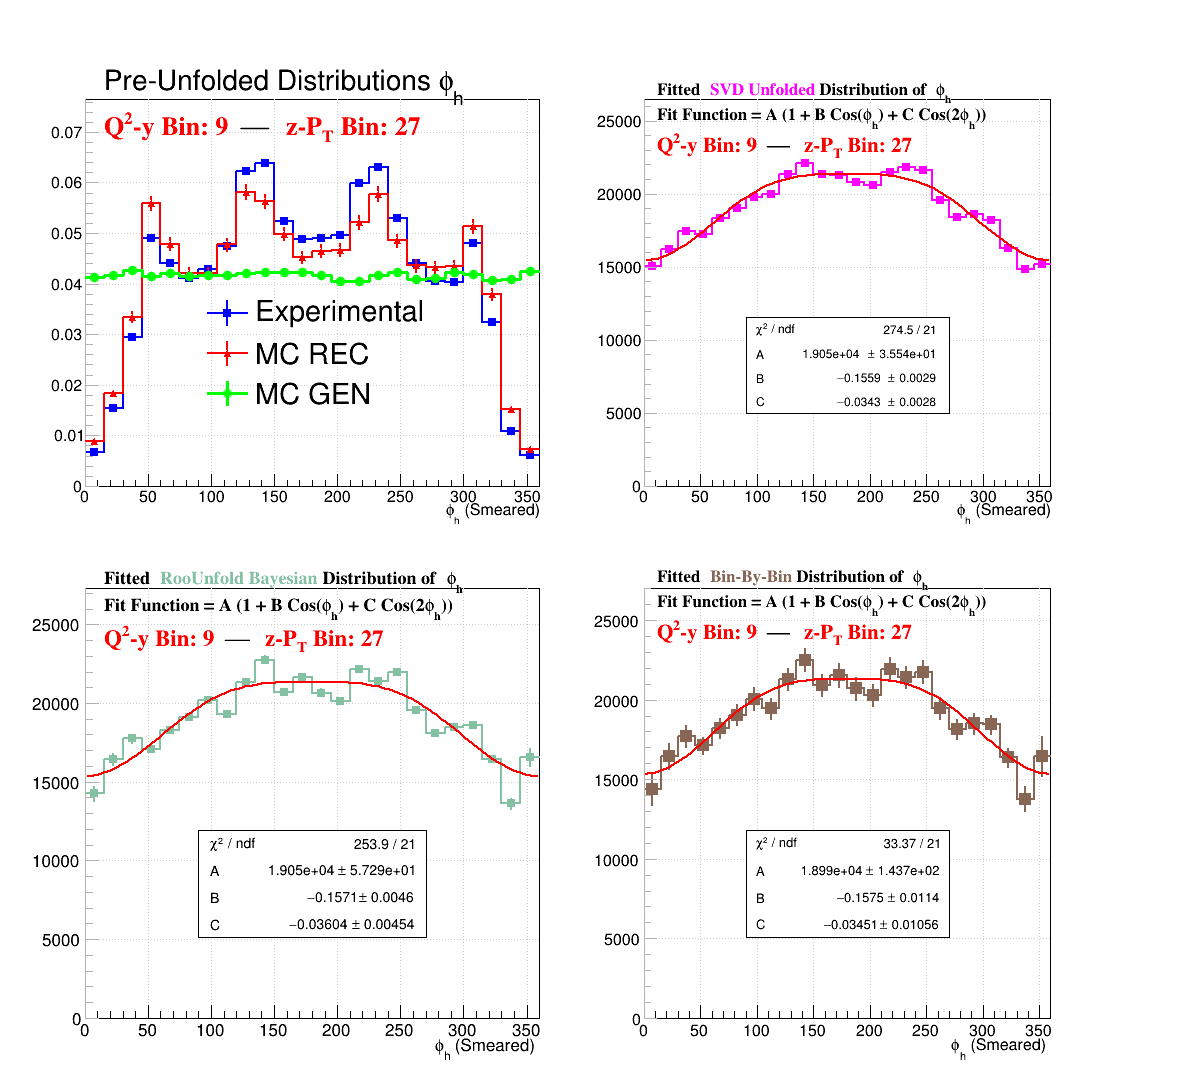 Pre-Unfolded Distributions ϕh
Q2-y Bin: 9 — z-PT Bin: 27
0.07
0.06
0.05
0.04
0.03
0.02
0.01
0
Experimental
MC REC
MC GEN
0 50 100 150 200 250 300 350
ϕh (Smeared)
Fitted SVD Unfolded Distribution of ϕh
Fit Function = A (1 + B Cos(ϕh) + C Cos(2ϕh))
Q2-y Bin: 9 — z-PT Bin: 27
25000
20000
15000
10000
5000
0
χ2 / ndf 274.5 / 21
A 1.905e+04 ± 3.554e+01
B −0.1559 ± 0.0029
C −0.0343 ± 0.0028
0 50 100 150 200 250 300 350
ϕh (Smeared)
Fitted RooUnfold Bayesian Distribution of ϕh
Fit Function = A (1 + B Cos(ϕh) + C Cos(2ϕh))
Q2-y Bin: 9 — z-PT Bin: 27
25000
20000
15000
10000
5000
0
χ2 / ndf 253.9 / 21
A 1.905e+04 ± 5.729e+01
B −0.1571 ± 0.0046
C −0.03604 ± 0.00454
0 50 100 150 200 250 300 350
ϕh (Smeared)
Fitted Bin-By-Bin Distribution of ϕh
Fit Function = A (1 + B Cos(ϕh) + C Cos(2ϕh))
Q2-y Bin: 9 — z-PT Bin: 27
25000
20000
15000
10000
5000
0
χ2 / ndf 33.37 / 21
A 1.899e+04 ± 1.437e+02
B −0.1575 ± 0.0114
C −0.03451 ± 0.01056
0 50 100 150 200 250 300 350
ϕh (Smeared)